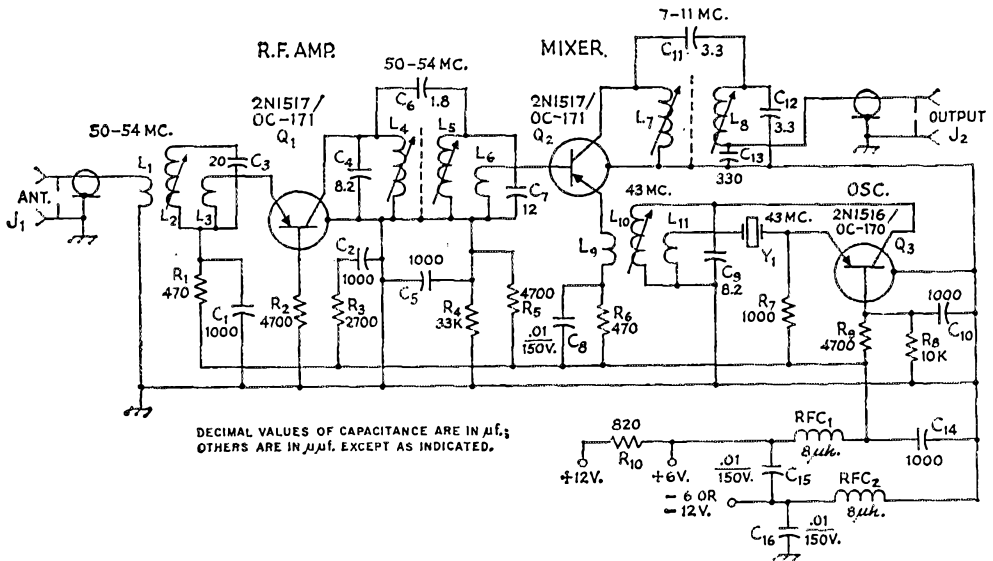 7-11 MC.
R.F. AMP.
MIXER.
50-54 MC.
C11
3.3
C6
1.8
2N1517/
OC-171
Q1
2N1517/
OC-171
Q2
L4
L5
L7
L8
C12
3.3
OUTPUT
J2
50-54 MC.
L1
20
C3
C4
8.2
L6
C13
330
ANT.
J1
L2
L3
C7
12
43 MC.
OSC.
L10
L11
43 MC.
2N1516/
OC-170
Q3
L9
Y1
C2
1000
1000
C5
C9
8.2
R1
470
C1
1000
R2
4700
R3
2700
R4
33K
4700
R5
.01
150V.
C8
R6
470
R7
1000
R9
4700
R8
10K
1000
C10
DECIMAL VALUES OF CAPACITANCE ARE IN µf.;
OTHERS ARE IN µµf. EXCEPT AS INDICATED.
820
R10
+12V.
+6V.
RFC1
8 µh.
C14
1000
.01
150V.
C15
- 6 OR
- 12V.
RFC2
8 µh.
C16
.01
150V.